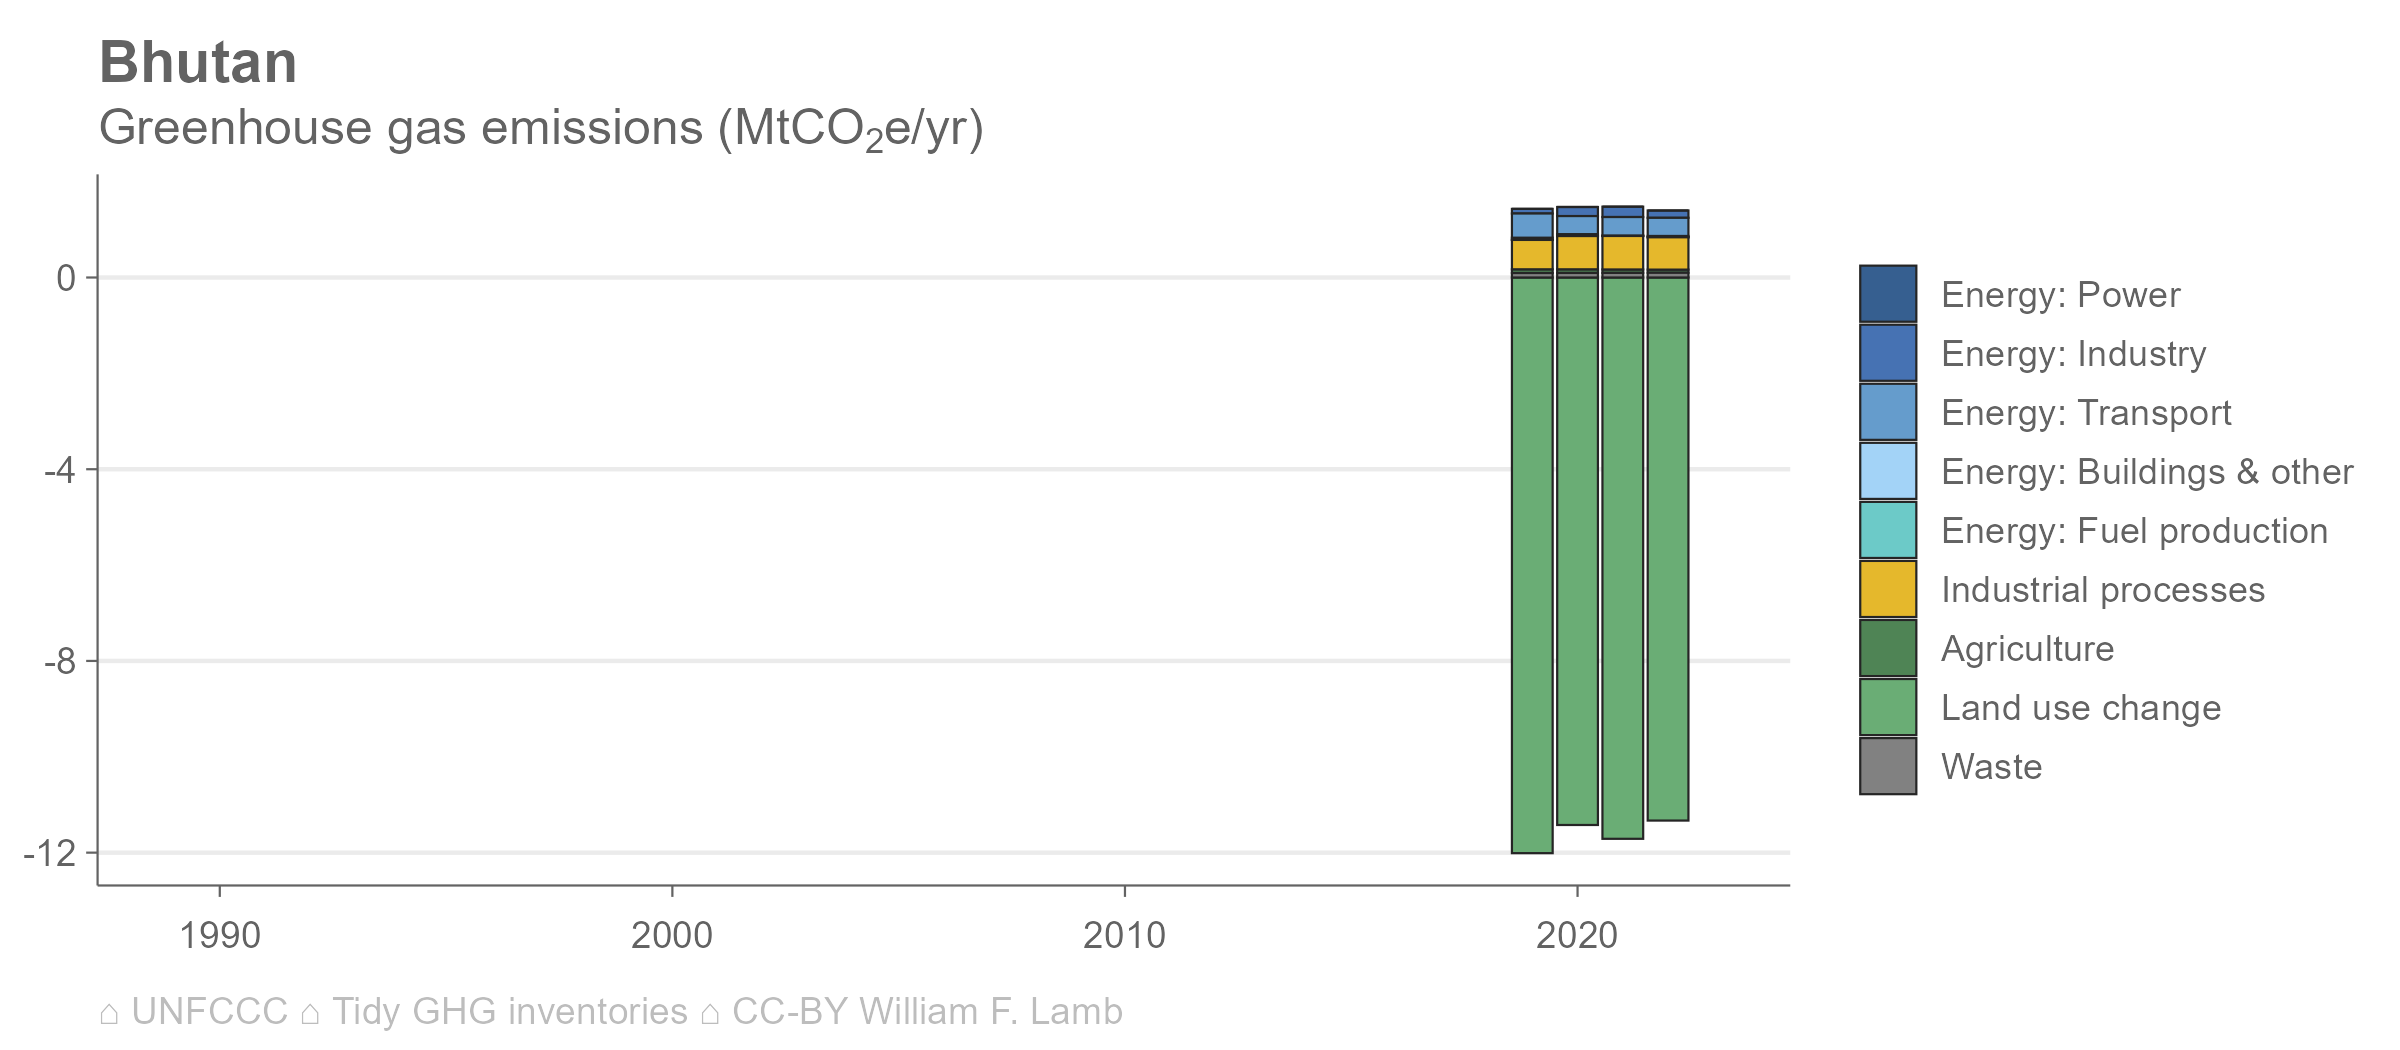 Bhutan
Greenhouse gas emissions (MtCO₂e/yr)
0
-4
-8
-12
1990 2000 2010 2020
Energy: Power
Energy: Industry
Energy: Transport
Energy: Buildings & other
Energy: Fuel production
Industrial processes
Agriculture
Land use change
Waste
⌂ UNFCCC ⌂ Tidy GHG inventories ⌂ CC-BY William F. Lamb